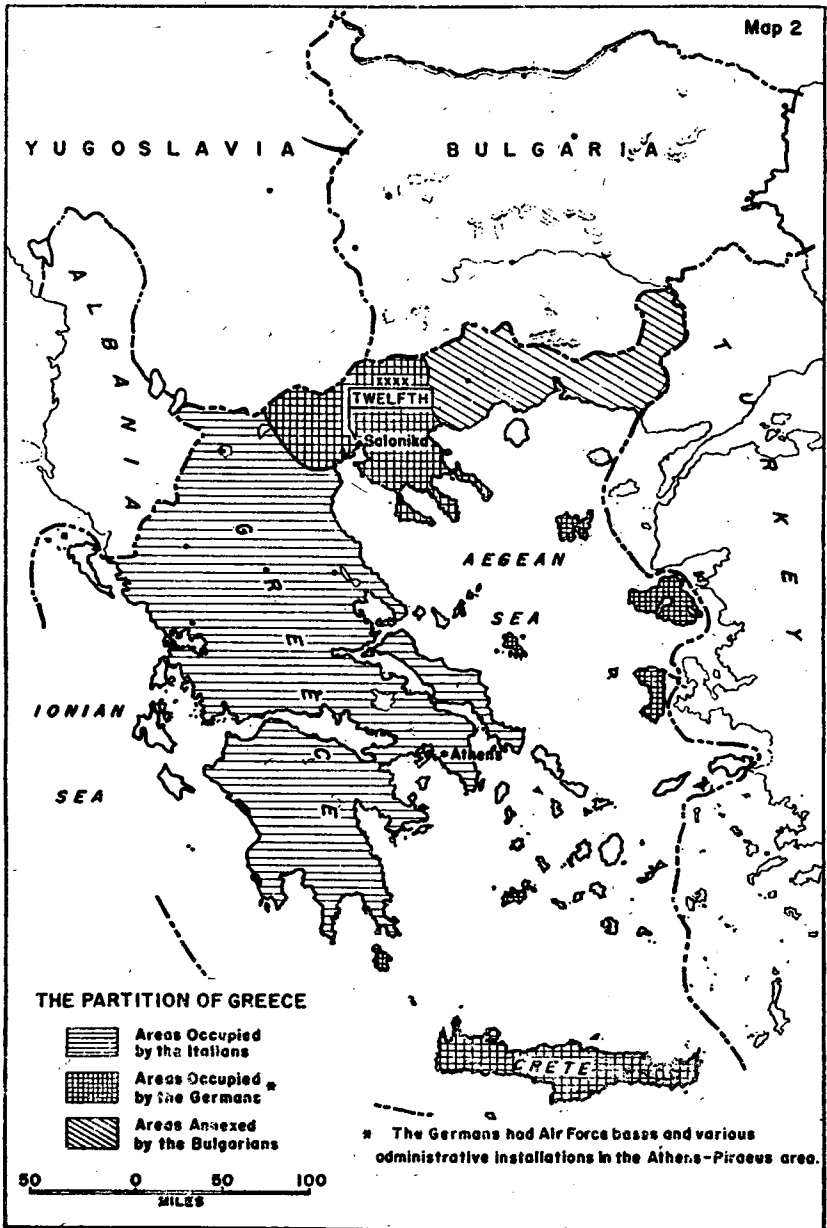 Map 2
YUGOSLAVIA
BULGARIA
ALBANIA
TURKEY
XXXX
TWELFTH
Salonika
GREECE
AEGEAN
SEA
IONIAN
SEA
Athens
CRETE
THE PARTITION OF GREECE
Areas Occupied
by the Italians
Areas Occupied *
by the Germans
Areas Annexed
by the Bulgarians
* The Germans had Air Force bases and various
administrative installations in the Athens-Piraeus area.
50 0 50 100
MILES